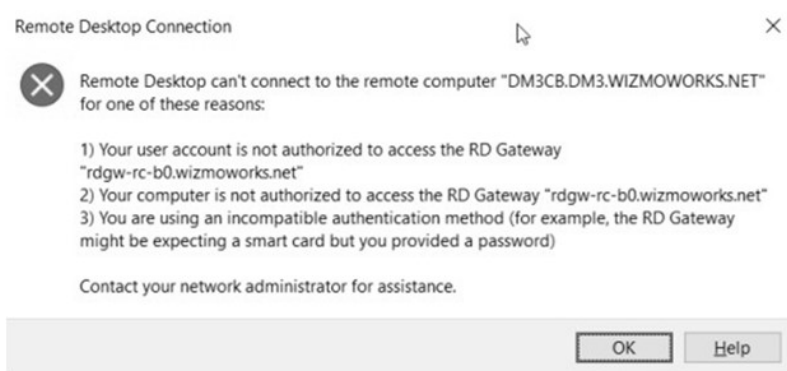 Remote Desktop Connection
Remote Desktop can't connect to the remote computer "DM3CB.DM3.WIZMOWORKS.NET"
for one of these reasons:
1) Your user account is not authorized to access the RD Gateway
"rdgw-rc-b0.wizmoworks.net"
2) Your computer is not authorized to access the RD Gateway "rdgw-rc-b0.wizmoworks.net"
3) You are using an incompatible authentication method (for example, the RD Gateway
might be expecting a smart card but you provided a password)
Contact your network administrator for assistance.
OK
Help